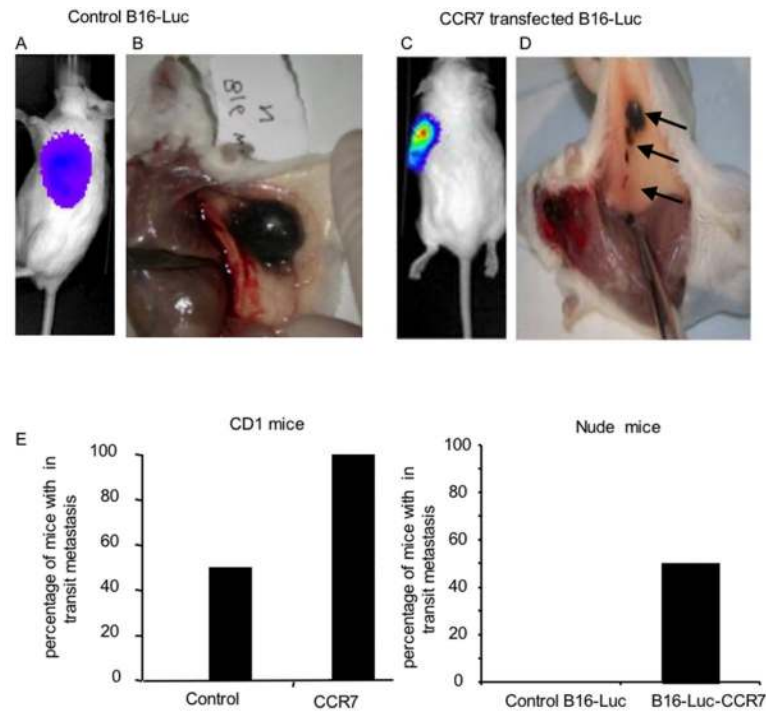 Control B16-Luc
CCR7 transfected B16-Luc
A
B
C
D
N
B16
E
CD1 mice
percentage of mice with in
transit metastasis
100
80
60
40
20
0
Control
CCR7
Nude mice
percentage of mice with in
transit metastasis
100
80
60
40
20
0
Control B16-Luc
B16-Luc-CCR7